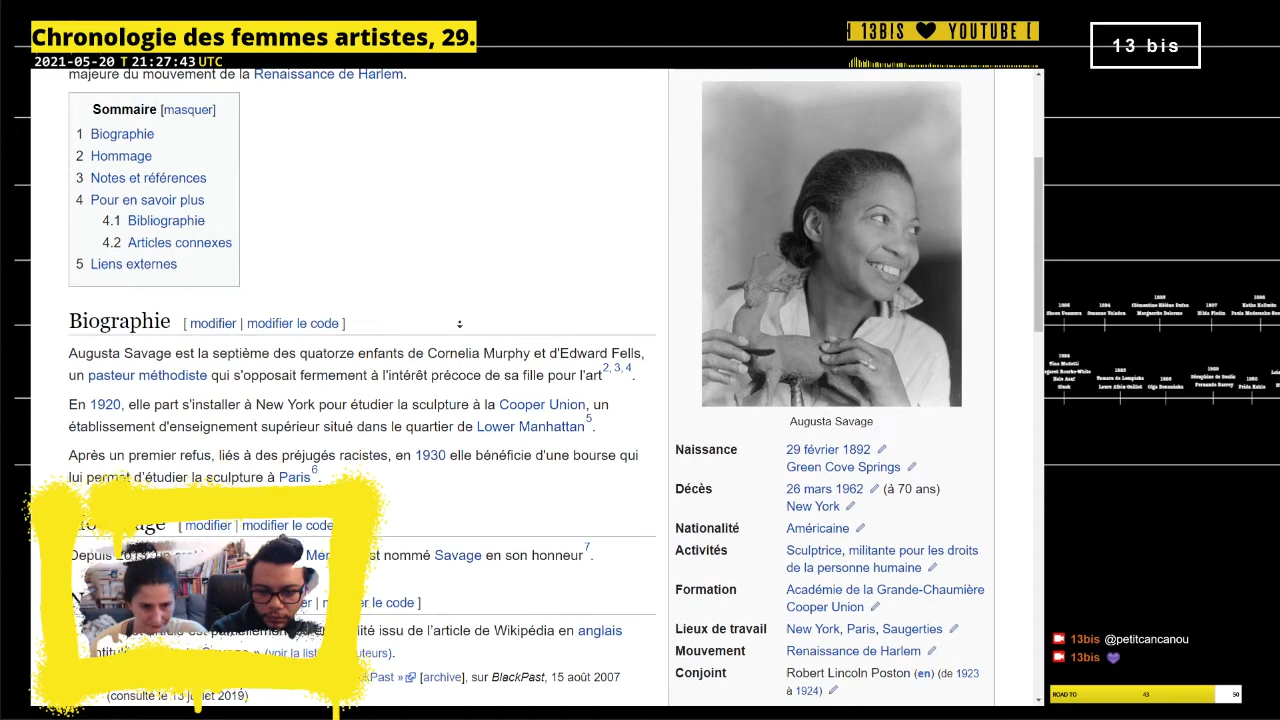 Chronologie des femmes artistes, 29.
2021-05-20 T 21:27:43 UTC
13BIS YOUTUBE [
13 bis
majeure du mouvement de la Renaissance de Harlem.
Sommaire [masquer]
1 Biographie
2 Hommage
3 Notes et références
4 Pour en savoir plus
4.1 Bibliographie
4.2 Articles connexes
5 Liens externes
Biographie [ modifier | modifier le code ]
Augusta Savage est la septième des quatorze enfants de Cornelia Murphy et d'Edward Fells,
un pasteur méthodiste qui s'opposait ferment à l'intérêt précoce de sa fille pour l'art2, 3, 4.
En 1920, elle part s'installer à New York pour étudier la sculpture à la Cooper Union, un
établissement d'enseignement supérieur situé dans le quartier de Lower Manhattan5.
Après un premier refus, liés à des préjugés racistes, en 1930 elle bénéficie d'une bourse qui
lui permet d'étudier la sculpture à Paris6.
[ modifier | modifier le code
Depuis est nommé Savage en son honneur7.
| modifier le code ]
issu de l'article de Wikipédia en anglais
(voir la
» [archive], sur BlackPast, 15 août 2007
(consulté le 13 juillet 2019)
Augusta Savage
Naissance 29 février 1892
Green Cove Springs
Décès 26 mars 1962 (à 70 ans)
New York
Nationalité Américaine
Activités Sculptrice, militante pour les droits
de la personne humaine
Formation Académie de la Grande-Chaumière
Cooper Union
Lieux de travail New York, Paris, Saugerties
Mouvement Renaissance de Harlem
Conjoint Robert Lincoln Poston (en) (de 1923
à 1924)
13bis @petitcancanou
13bis
ROAD TO 43 50